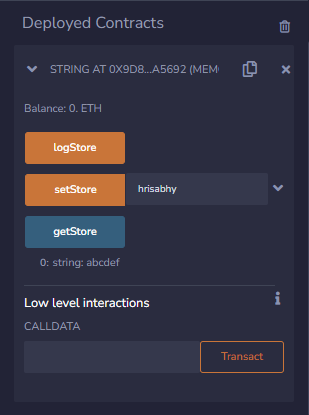 Deployed Contracts
STRING AT 0X9D8...A5692 (MEM
Balance: 0. ETH
logStore
setStore hrisabhy
getStore
0: string: abcdef
Low level interactions
CALLDATA
Transact